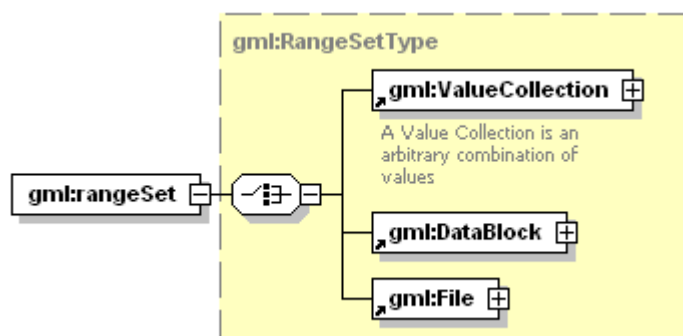 gml:RangeSetType
gml:ValueCollection
A Value Collection is an
arbitrary combination of
values
gml:rangeSet
gml:DataBlock
gml:File